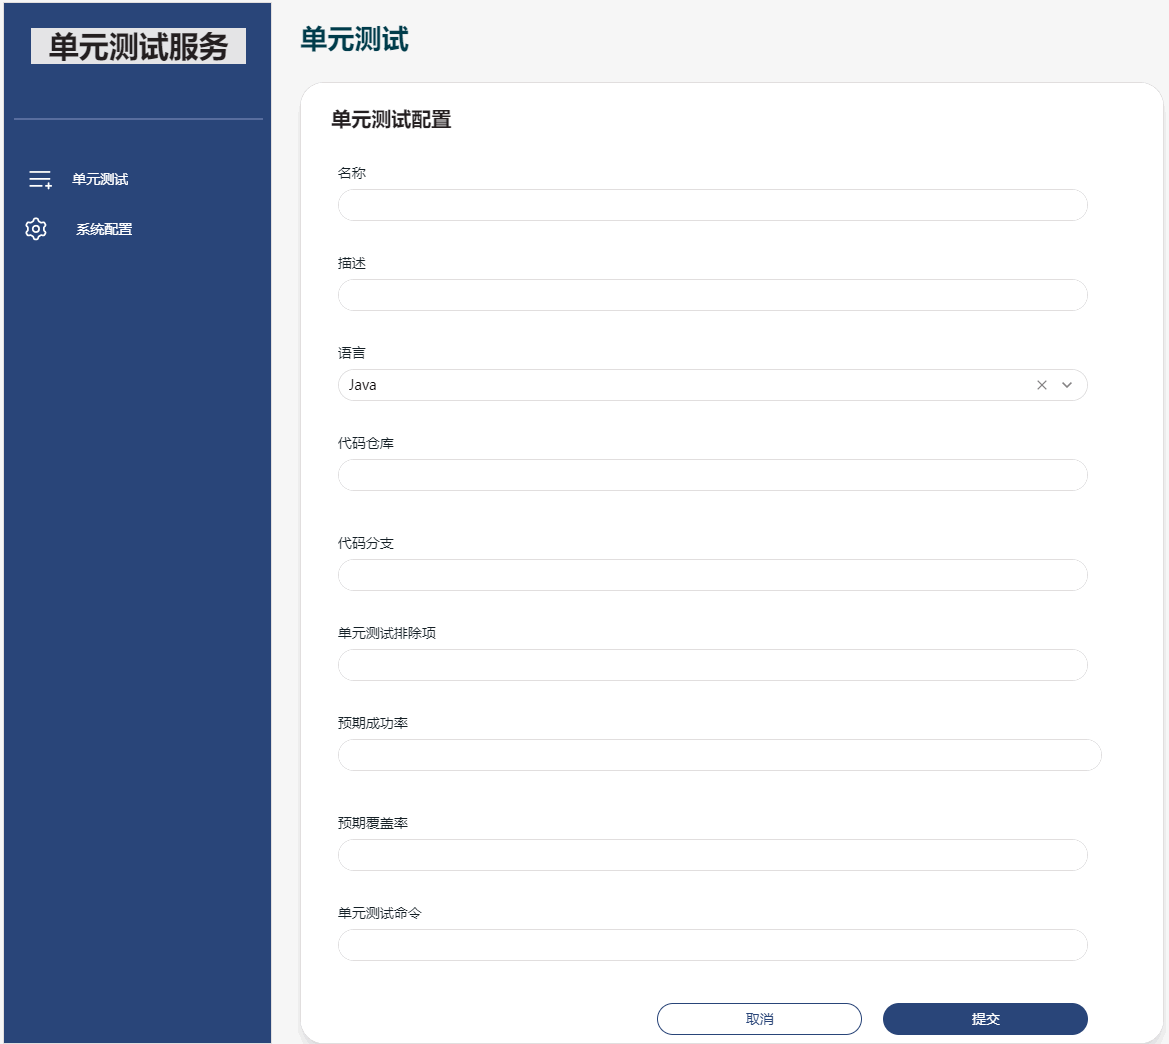 单元测试服务
单元测试
系统配置
单元测试
单元测试配置
名称
描述
语言
Java
代码仓库
代码分支
单元测试排除项
预期成功率
预期覆盖率
单元测试命令
取消
提交